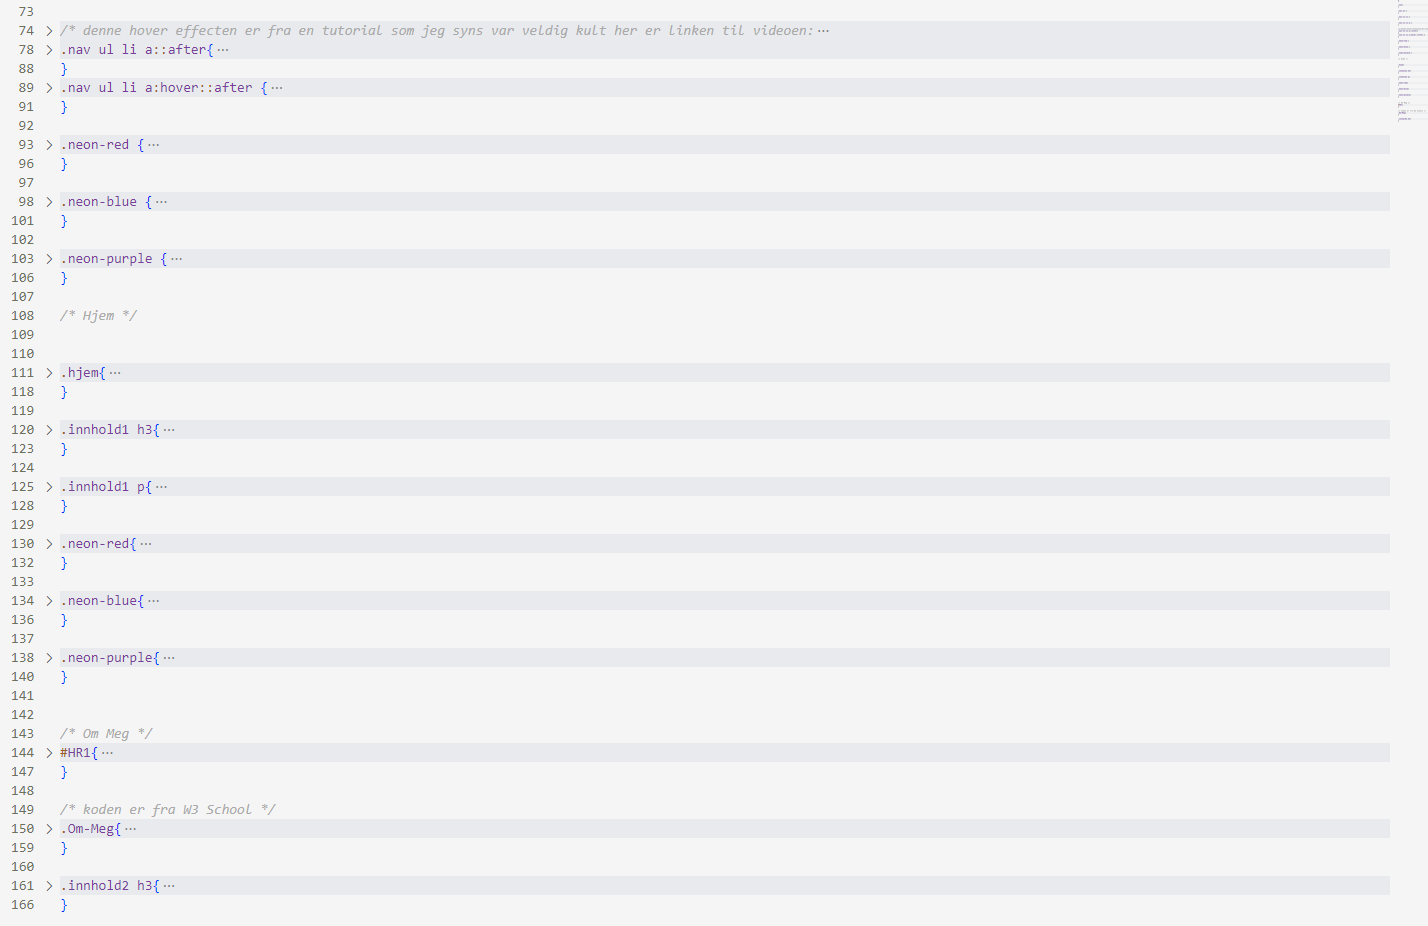 73
74 > /* denne hover effecten er fra en tutorial som jeg syns var veldig kult her er linken til videoen: ···
78 > .nav ul li a::after{ ···
88 }
89 > .nav ul li a:hover::after { ···
91 }
92
93 > .neon-red { ···
96 }
97
98 > .neon-blue { ···
101 }
102
103 > .neon-purple { ···
106 }
107
108 /* Hjem */
109
110
111 > .hjem{ ···
118 }
119
120 > .innhold1 h3{ ···
123 }
124
125 > .innhold1 p{ ···
128 }
129
130 > .neon-red{ ···
132 }
133
134 > .neon-blue{ ···
136 }
137
138 > .neon-purple{ ···
140 }
141
142
143 /* Om Meg */
144 > #HR1{ ···
147 }
148
149 /* koden er fra W3 School */
150 > .Om-Meg{ ···
159 }
160
161 > .innhold2 h3{ ···
166 }